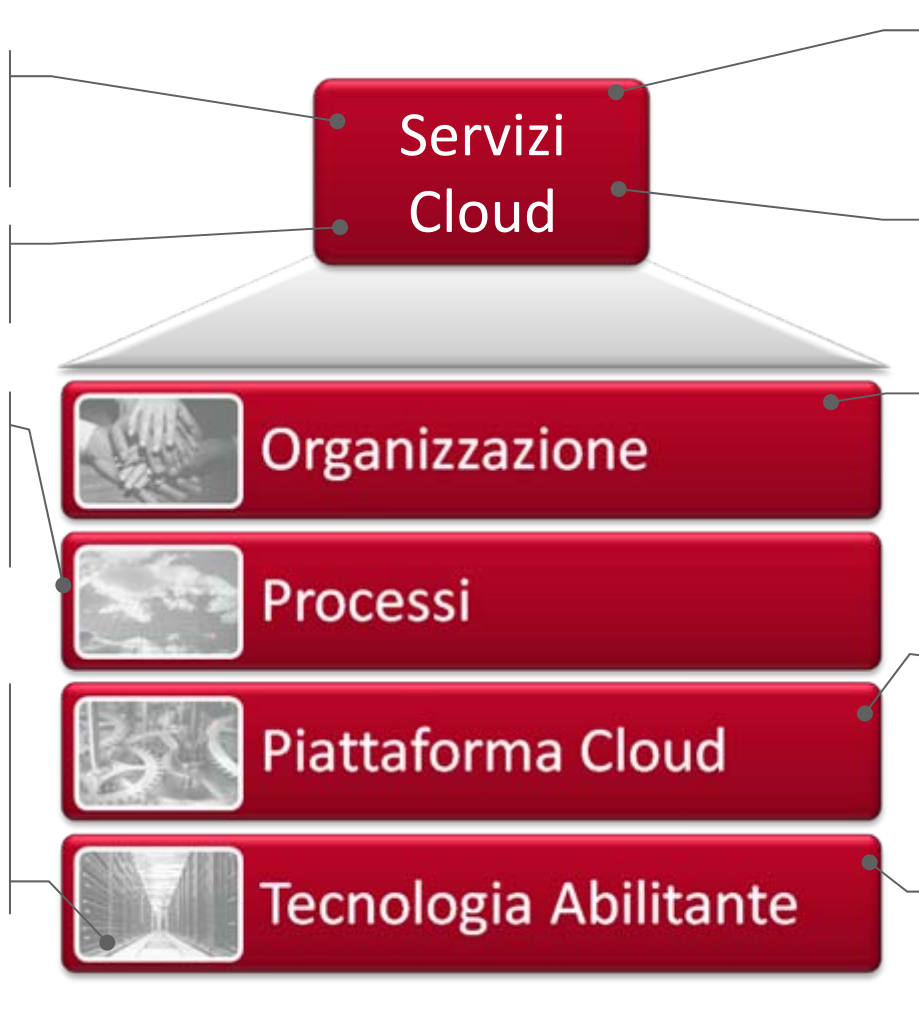 Servizi
Cloud
Organizzazione
Processi
Piattaforma Cloud
Tecnologia Abilitante